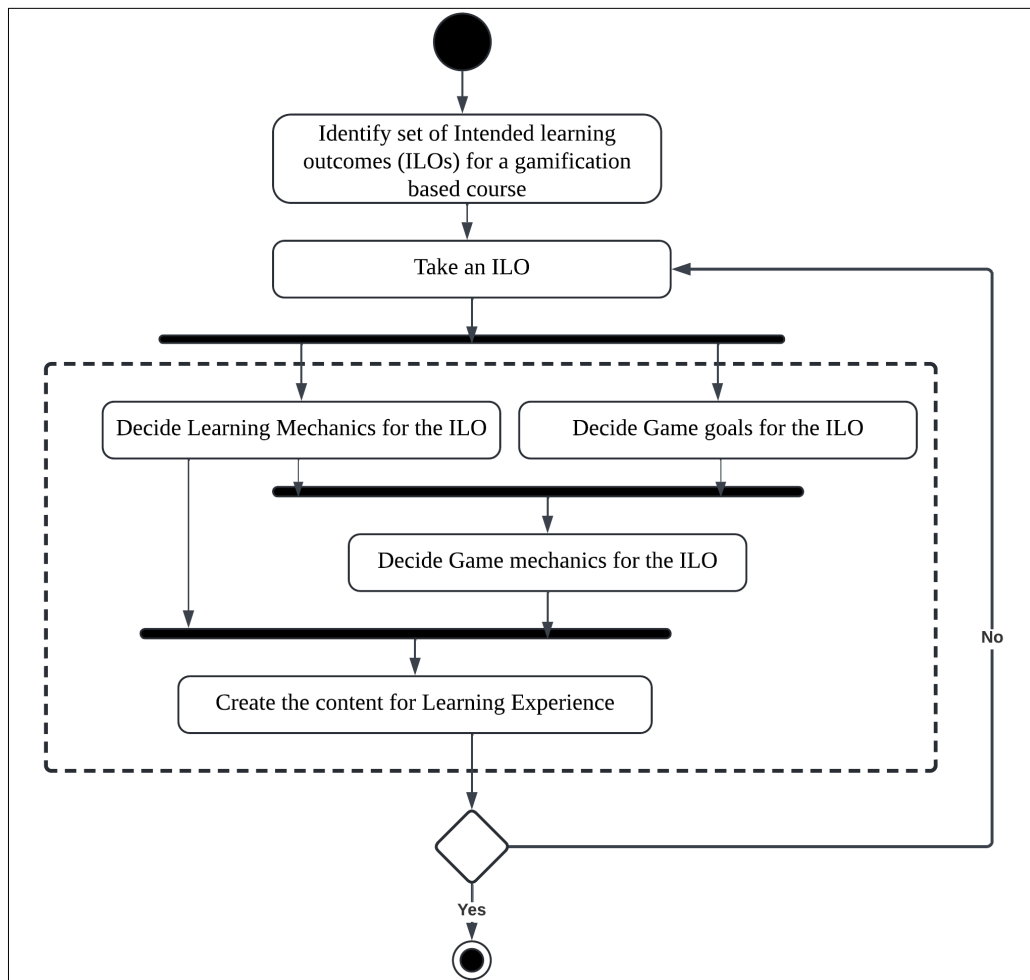 Identify set of Intended learning
outcomes (ILOs) for a gamification
based course
Take an ILO
Decide Learning Mechanics for the ILO
Decide Game goals for the ILO
Decide Game mechanics for the ILO
No
Create the content for Learning Experience
Yes